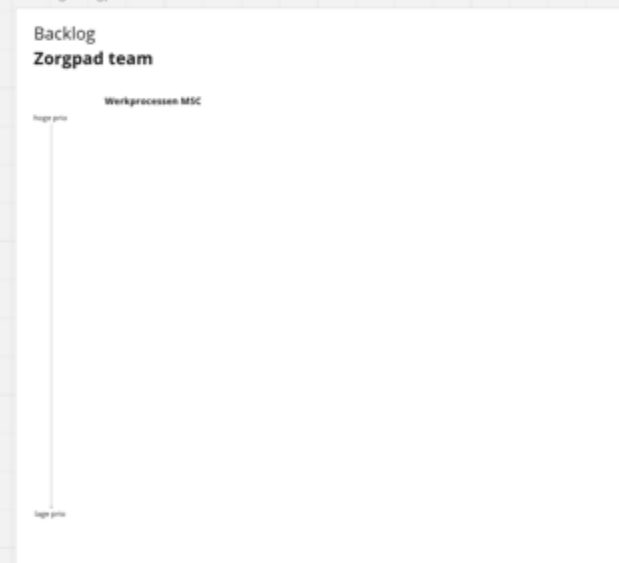 Backlog
Zorgpad team
Werkprocessen MSC
hoge prio
lage prio